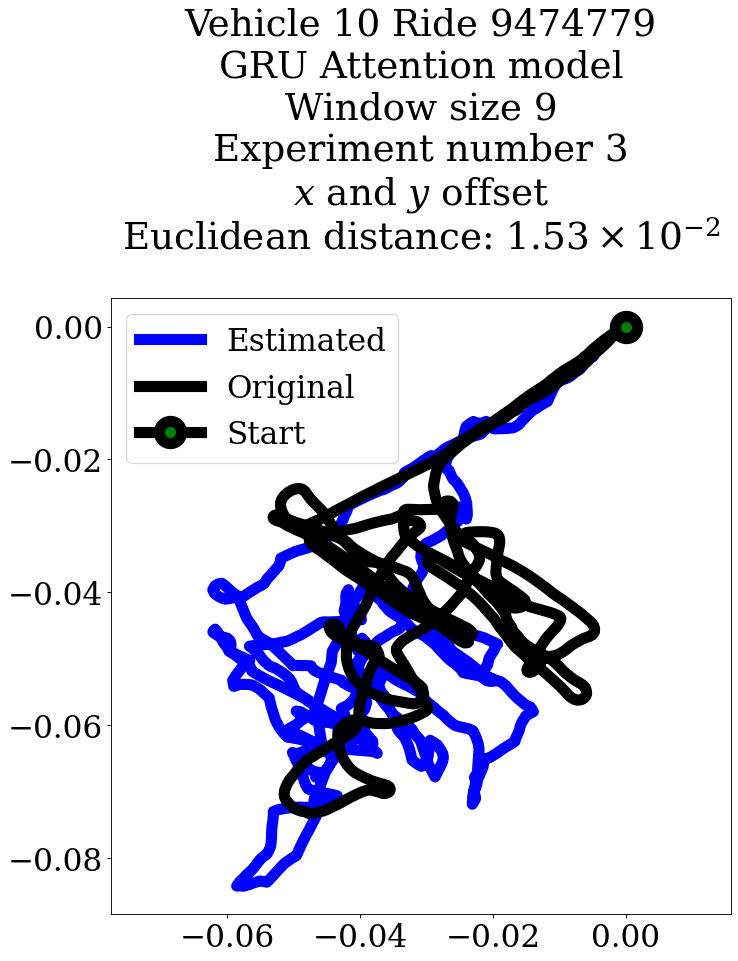 Vehicle 10 Ride 9474779
GRU Attention model
Window size 9
Experiment number 3
x and y offset
Euclidean distance: 1.53 × 10⁻²
Estimated
Original
Start
0.00
−0.02
−0.04
−0.06
−0.08
−0.06 −0.04 −0.02 0.00